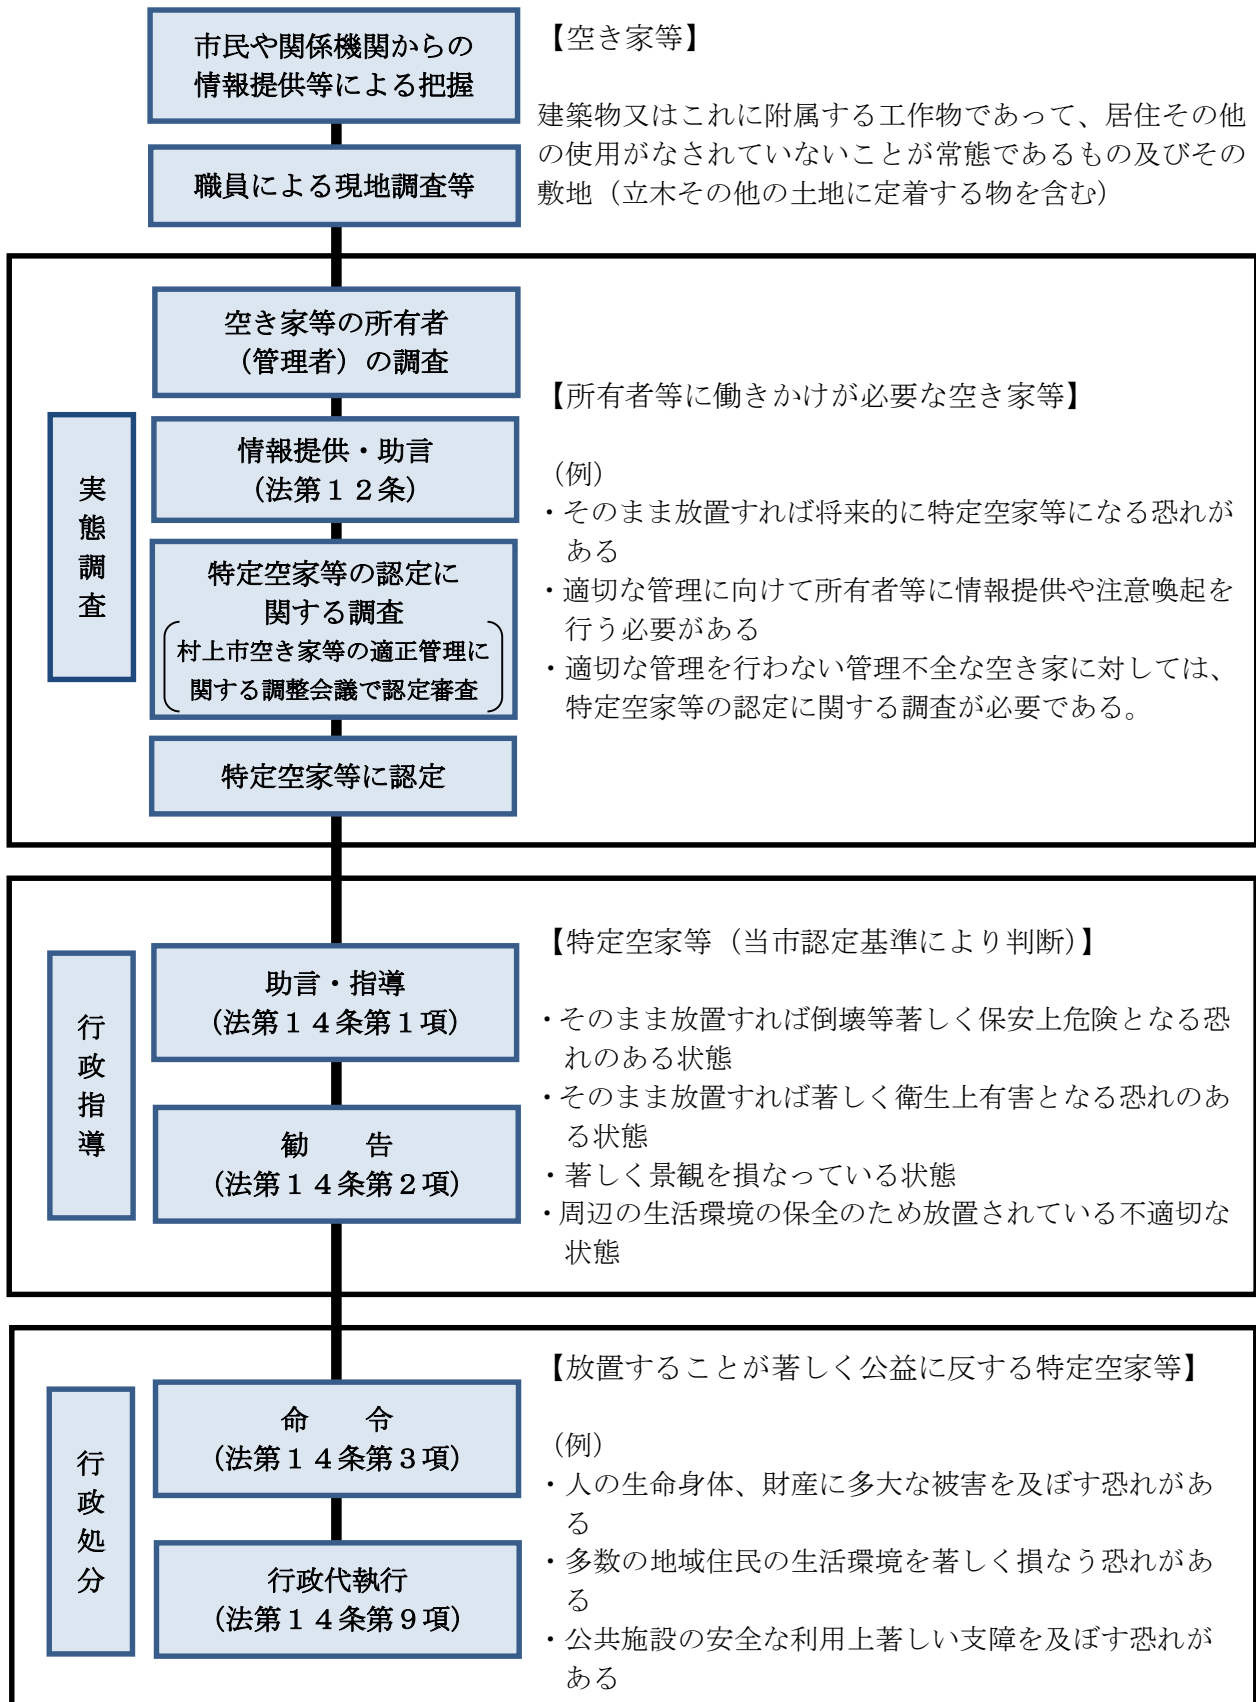 市民や関係機関からの
情報提供等による把握
職員による現地調査等
【空き家等】
建築物又はこれに附属する工作物であって、居住その他
の使用がなされていないことが常態であるもの及びその
敷地（立木その他の土地に定着する物を含む）
実態調査
空き家等の所有者
（管理者）の調査
情報提供・助言
（法第１２条）
特定空家等の認定に
関する調査
村上市空き家等の適正管理に
関する調整会議で認定審査
特定空家等に認定
【所有者等に働きかけが必要な空き家等】
（例）
・そのまま放置すれば将来的に特定空家等になる恐れが
ある
・適切な管理に向けて所有者等に情報提供や注意喚起を
行う必要がある
・適切な管理を行わない管理不全な空き家に対しては、
特定空家等の認定に関する調査が必要である。
行政指導
助言・指導
（法第１４条第１項）
勧　　告
（法第１４条第２項）
【特定空家等（当市認定基準により判断）】
・そのまま放置すれば倒壊等著しく保安上危険となる恐
れのある状態
・そのまま放置すれば著しく衛生上有害となる恐れのあ
る状態
・著しく景観を損なっている状態
・周辺の生活環境の保全のため放置されている不適切な
状態
行政処分
命　　令
（法第１４条第３項）
行政代執行
（法第１４条第９項）
【放置することが著しく公益に反する特定空家等】
（例）
・人の生命身体、財産に多大な被害を及ぼす恐れがあ
る
・多数の地域住民の生活環境を著しく損なう恐れがあ
る
・公共施設の安全な利用上著しい支障を及ぼす恐れが
ある